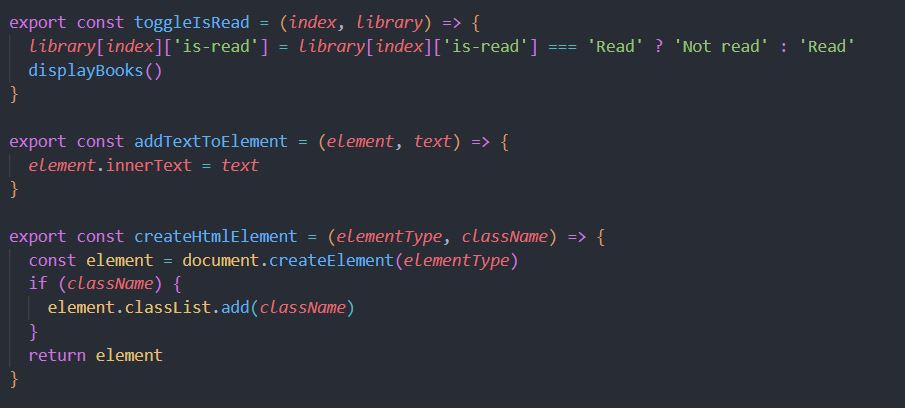 export const toggleIsRead = (index, library) => {
  library[index]['is-read'] = library[index]['is-read'] === 'Read' ? 'Not read' : 'Read'
  displayBooks()
}

export const addTextToElement = (element, text) => {
  element.innerText = text
}

export const createHtmlElement = (elementType, className) => {
  const element = document.createElement(elementType)
  if (className) {
    element.classList.add(className)
  }
  return element
}